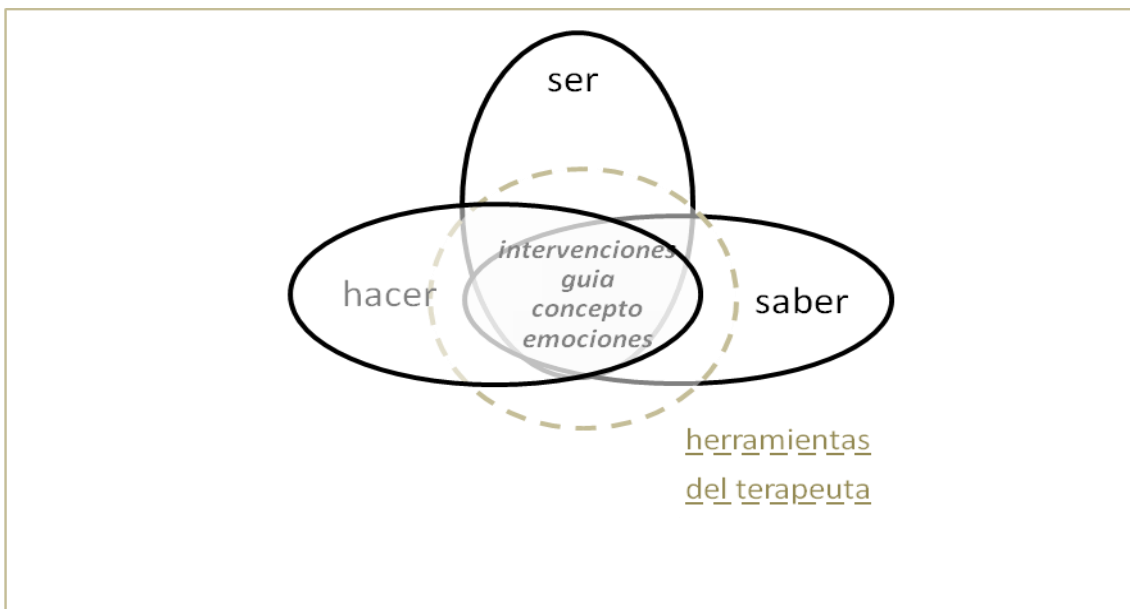 ser
intervenciones
guia
hacer
concepto
saber
emociones
herramientas
del terapeuta